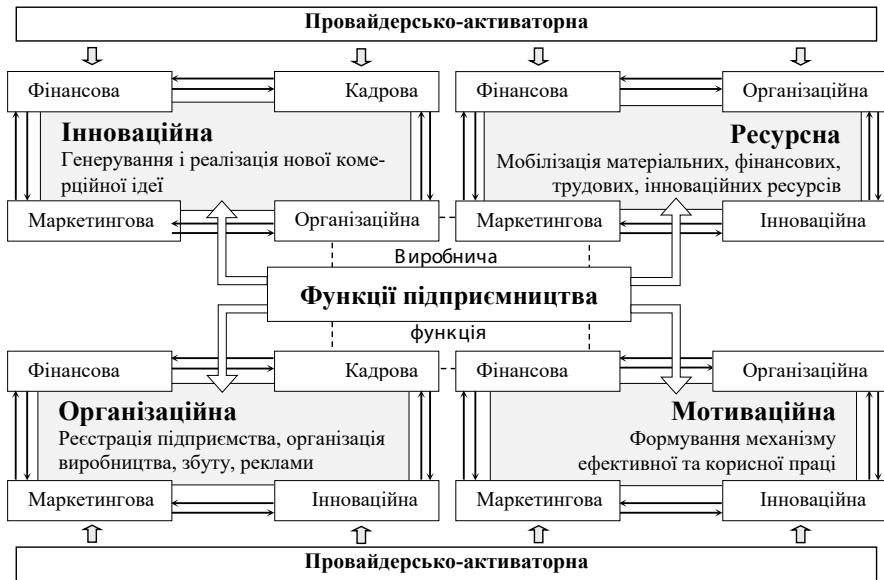 Провайдерсько-активаторна
Фінансова
Кадрова
Інноваційна
Генерування і реалізація нової коме-
рційної ідеї
Маркетингова
Організаційна
Фінансова
Організаційна
Ресурсна
Мобілізація матеріальних, фінансових,
трудових, інноваційних ресурсів
Маркетингова
Інноваційна
Виробнича
Функції підприємництва
функція
Фінансова
Кадрова
Організаційна
Реєстрація підприємства, організація
виробництва, збуту, реклами
Маркетингова
Інноваційна
Фінансова
Організаційна
Мотиваційна
Формування механізму
ефективної та корисної праці
Маркетингова
Інноваційна
Провайдерсько-активаторна